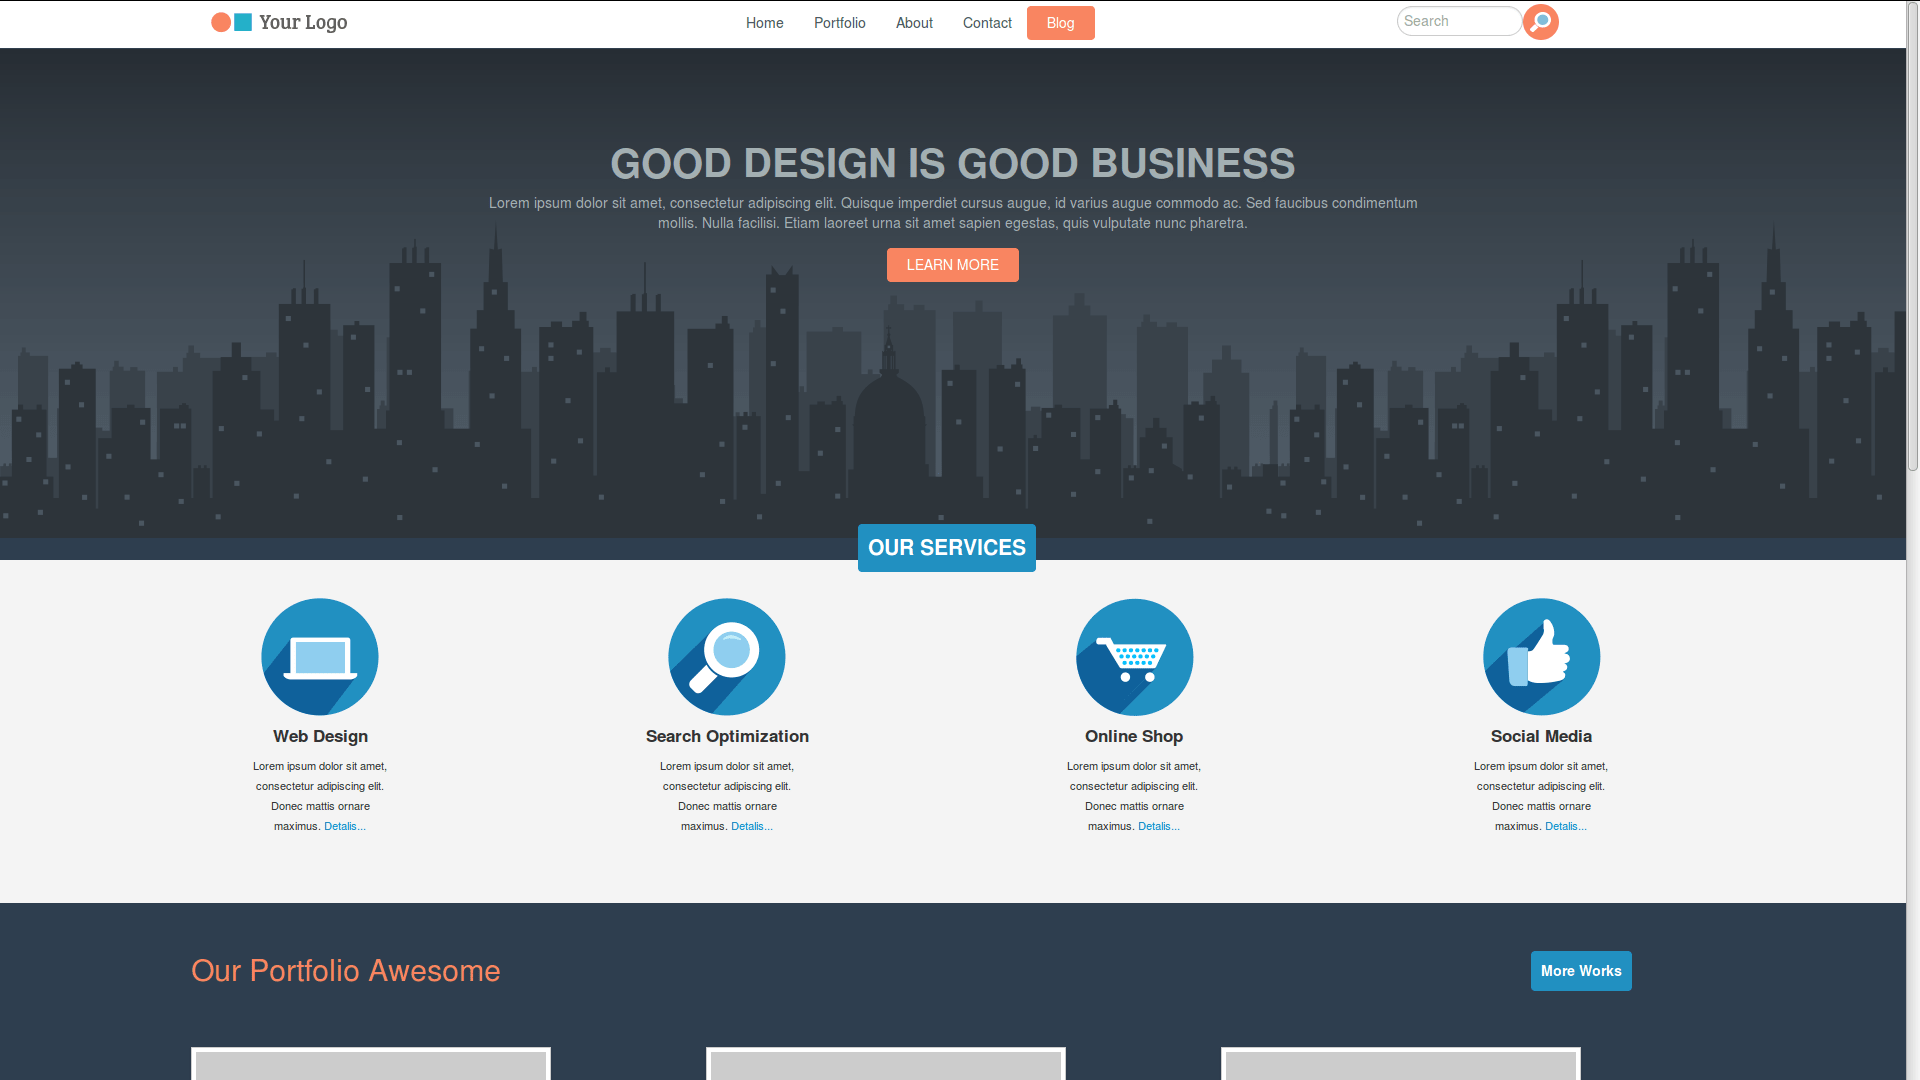 Your Logo
Home
Portfolio
About
Contact
Blog
Search
GOOD DESIGN IS GOOD BUSINESS
Lorem ipsum dolor sit amet, consectetur adipiscing elit. Quisque imperdiet cursus augue, id varius augue commodo ac. Sed faucibus condimentum
mollis. Nulla facilisi. Etiam laoreet urna sit amet sapien egestas, quis vulputate nunc pharetra.
LEARN MORE
OUR SERVICES
Web Design
Lorem ipsum dolor sit amet,
consectetur adipiscing elit.
Donec mattis ornare
maximus. Detalis...
Search Optimization
Lorem ipsum dolor sit amet,
consectetur adipiscing elit.
Donec mattis ornare
maximus. Detalis...
Online Shop
Lorem ipsum dolor sit amet,
consectetur adipiscing elit.
Donec mattis ornare
maximus. Detalis...
Social Media
Lorem ipsum dolor sit amet,
consectetur adipiscing elit.
Donec mattis ornare
maximus. Detalis...
Our Portfolio Awesome
More Works